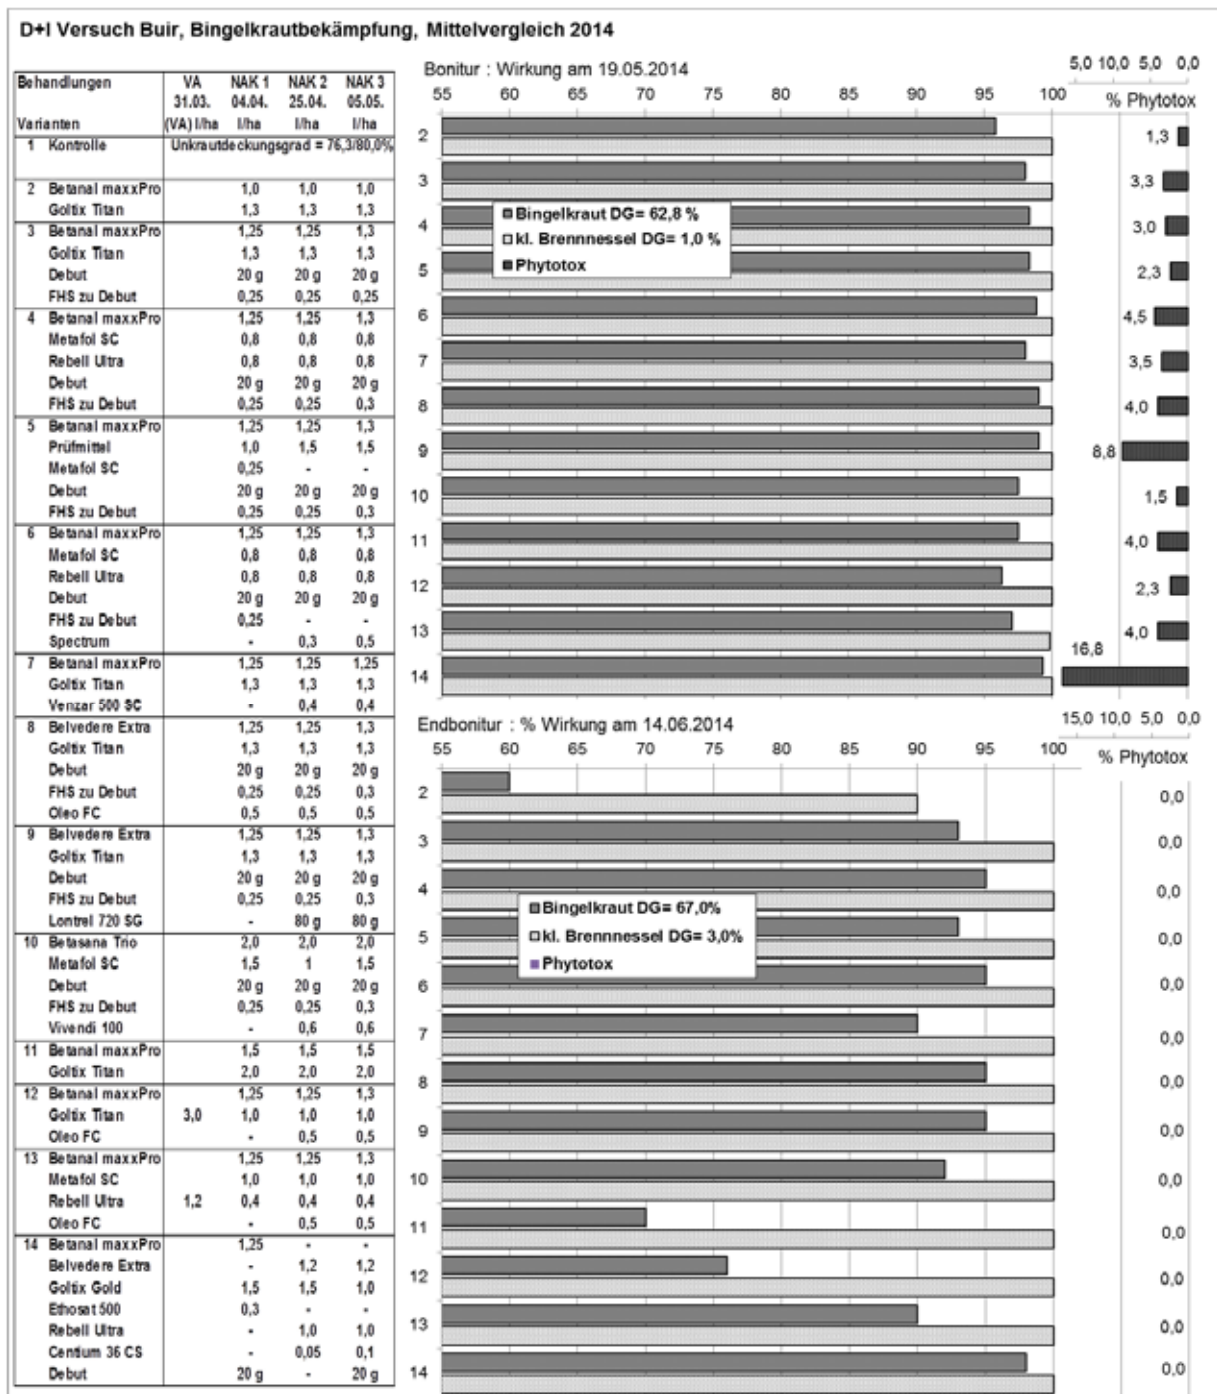 D+I Versuch Buir, Bingelkrautbekämpfung, Mittelvergleich 2014
Behandlungen VA NAK 1 NAK 2 NAK 3
31.03. 04.04. 25.04. 05.05.
Varianten (VA) l/ha l/ha l/ha l/ha
1 Kontrolle Unkrautdeckungsgrad = 76,3/80,0%
2 Betanal maxxPro 1,0 1,0 1,0
Goltix Titan 1,3 1,3 1,3
3 Betanal maxxPro 1,25 1,25 1,3
Goltix Titan 1,3 1,3 1,3
Debut 20 g 20 g 20 g
FHS zu Debut 0,25 0,25 0,25
4 Betanal maxxPro 1,25 1,25 1,3
Metafol SC 0,8 0,8 0,8
Rebell Ultra 0,8 0,8 0,8
Debut 20 g 20 g 20 g
FHS zu Debut 0,25 0,25 0,3
5 Betanal maxxPro 1,25 1,25 1,3
Prüfmittel 1,0 1,5 1,5
Metafol SC 0,25 - -
Debut 20 g 20 g 20 g
FHS zu Debut 0,25 0,25 0,3
6 Betanal maxxPro 1,25 1,25 1,3
Metafol SC 0,8 0,8 0,8
Rebell Ultra 0,8 0,8 0,8
Debut 20 g 20 g 20 g
FHS zu Debut 0,25 - -
Spectrum - 0,3 0,5
7 Betanal maxxPro 1,25 1,25 1,25
Goltix Titan 1,3 1,3 1,3
Venzar 500 SC - 0,4 0,4
8 Belvedere Extra 1,25 1,25 1,3
Goltix Titan 1,3 1,3 1,3
Debut 20 g 20 g 20 g
FHS zu Debut 0,25 0,25 0,3
Oleo FC 0,5 0,5 0,5
9 Belvedere Extra 1,25 1,25 1,3
Goltix Titan 1,3 1,3 1,3
Debut 20 g 20 g 20 g
FHS zu Debut 0,25 0,25 0,3
Lontrel 720 SG - 80 g 80 g
10 Betasana Trio 2,0 2,0 2,0
Metafol SC 1,5 1 1,5
Debut 20 g 20 g 20 g
FHS zu Debut 0,25 0,25 0,3
Vivendi 100 - 0,6 0,6
11 Betanal maxxPro 1,5 1,5 1,5
Goltix Titan 2,0 2,0 2,0
12 Betanal maxxPro 1,25 1,25 1,3
Goltix Titan 3,0 1,0 1,0 1,0
Oleo FC - 0,5 0,5
13 Betanal maxxPro 1,25 1,25 1,3
Metafol SC 1,0 1,0 1,0
Rebell Ultra 1,2 0,4 0,4 0,4
Oleo FC - 0,5 0,5
14 Betanal maxxPro 1,25 - -
Belvedere Extra - 1,2 1,2
Goltix Gold 1,5 1,5 1,0
Ethosat 500 0,3 - -
Rebell Ultra - 1,0 1,0
Centium 36 CS - 0,05 0,1
Debut 20 g - 20 g
Bonitur : Wirkung am 19.05.2014
55 60 65 70 75 80 85 90 95 100
5,0 10,0 5,0 0,0
% Phytotox
2 1,3
3 3,3
4 3,0
5 2,3
6 4,5
7 3,5
8 4,0
9 8,8
10 1,5
11 4,0
12 2,3
13 4,0
14 16,8
Bingelkraut DG= 62,8 %
kl. Brennnessel DG= 1,0 %
Phytotox
Endbonitur : % Wirkung am 14.06.2014
55 60 65 70 75 80 85 90 95 100
15,0 10,0 5,0 0,0
% Phytotox
2 0,0
3 0,0
4 0,0
5 0,0
6 0,0
7 0,0
8 0,0
9 0,0
10 0,0
11 0,0
12 0,0
13 0,0
14 0,0
Bingelkraut DG= 67,0%
kl. Brennnessel DG= 3,0%
Phytotox